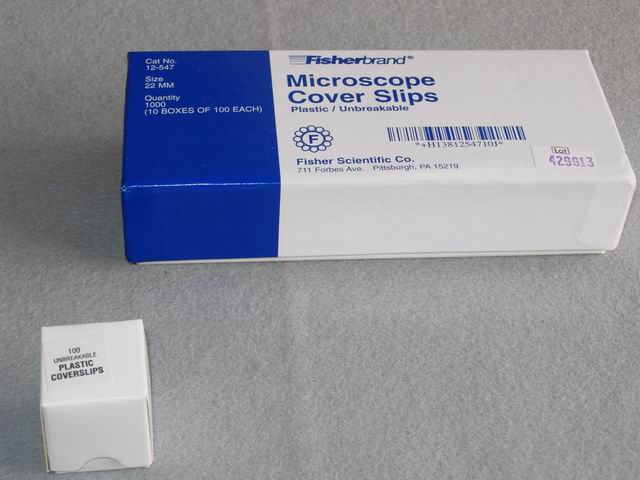 Cat No.
12-547
Size
22 MM
Quantity
1000
(10 BOXES OF 100 EACH)
Fisherbrand®
Microscope
Cover Slips
Plastic / Unbreakable
*+H1381254710J*
F
Fisher Scientific Co.
711 Forbes Ave. Pittsburgh, PA 15219
Lot
429913
100
UNBREAKABLE
PLASTIC
COVERSLIPS